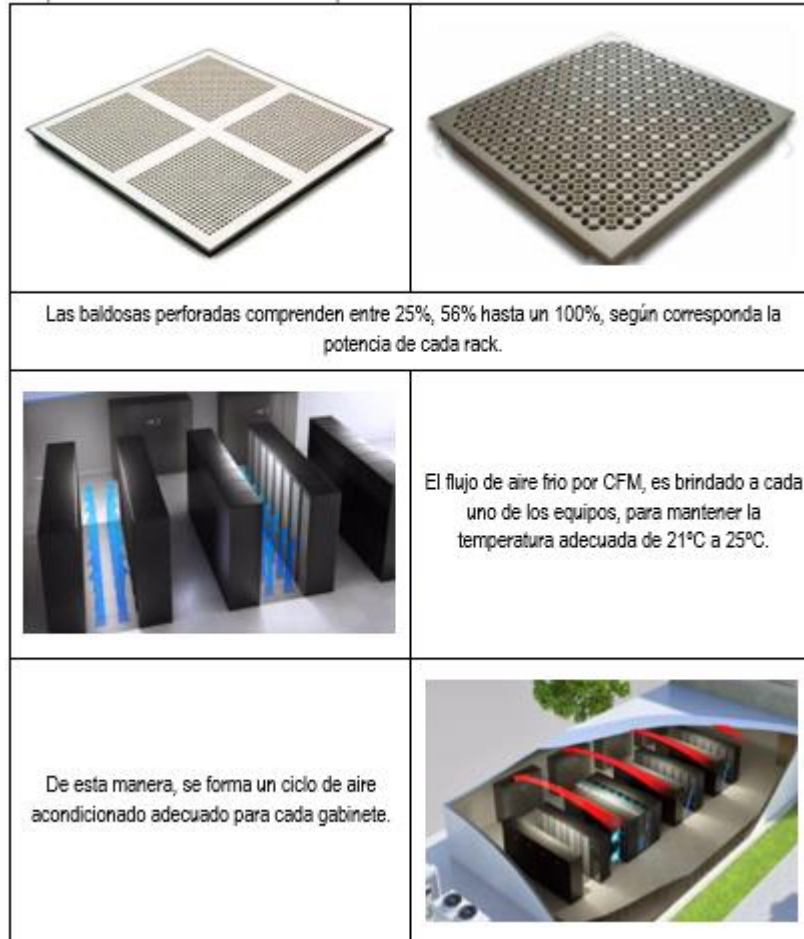 Las baldosas perforadas comprenden entre 25%, 56% hasta un 100%, según corresponda la
potencia de cada rack.
El flujo de aire frio por CFM, es brindado a cada
uno de los equipos, para mantener la
temperatura adecuada de 21ºC a 25ºC.
De esta manera, se forma un ciclo de aire
acondicionado adecuado para cada gabinete.